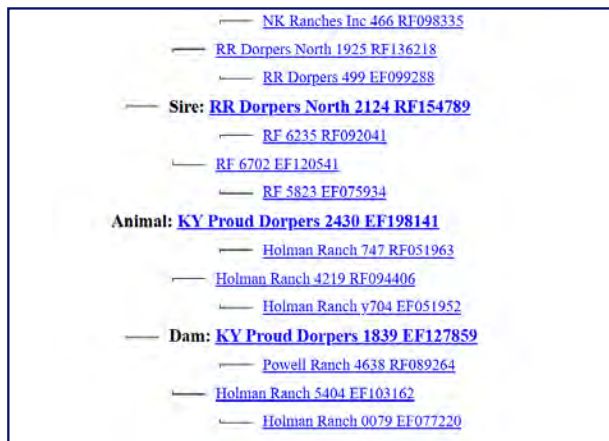 NK Ranches Inc 466 RF098335
RR Dorpers North 1925 RF136218
RR Dorpers 499 EF099288
Sire: RR Dorpers North 2124 RF154789
RF 6235 RF092041
RF 6702 EF120541
RF 5823 EF075934
Animal: KY Proud Dorpers 2430 EF198141
Holman Ranch 747 RF051963
Holman Ranch 4219 RF094406
Holman Ranch y704 EF051952
Dam: KY Proud Dorpers 1839 EF127859
Powell Ranch 4638 RF089264
Holman Ranch 5404 EF103162
Holman Ranch 0079 EF077220